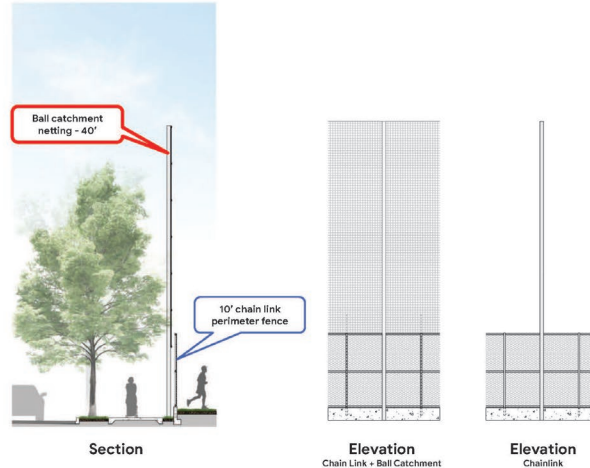 Ball catchment
netting - 40'
10' chain link
perimeter fence
Section
Elevation
Chain Link + Ball Catchment
Elevation
Chainlink